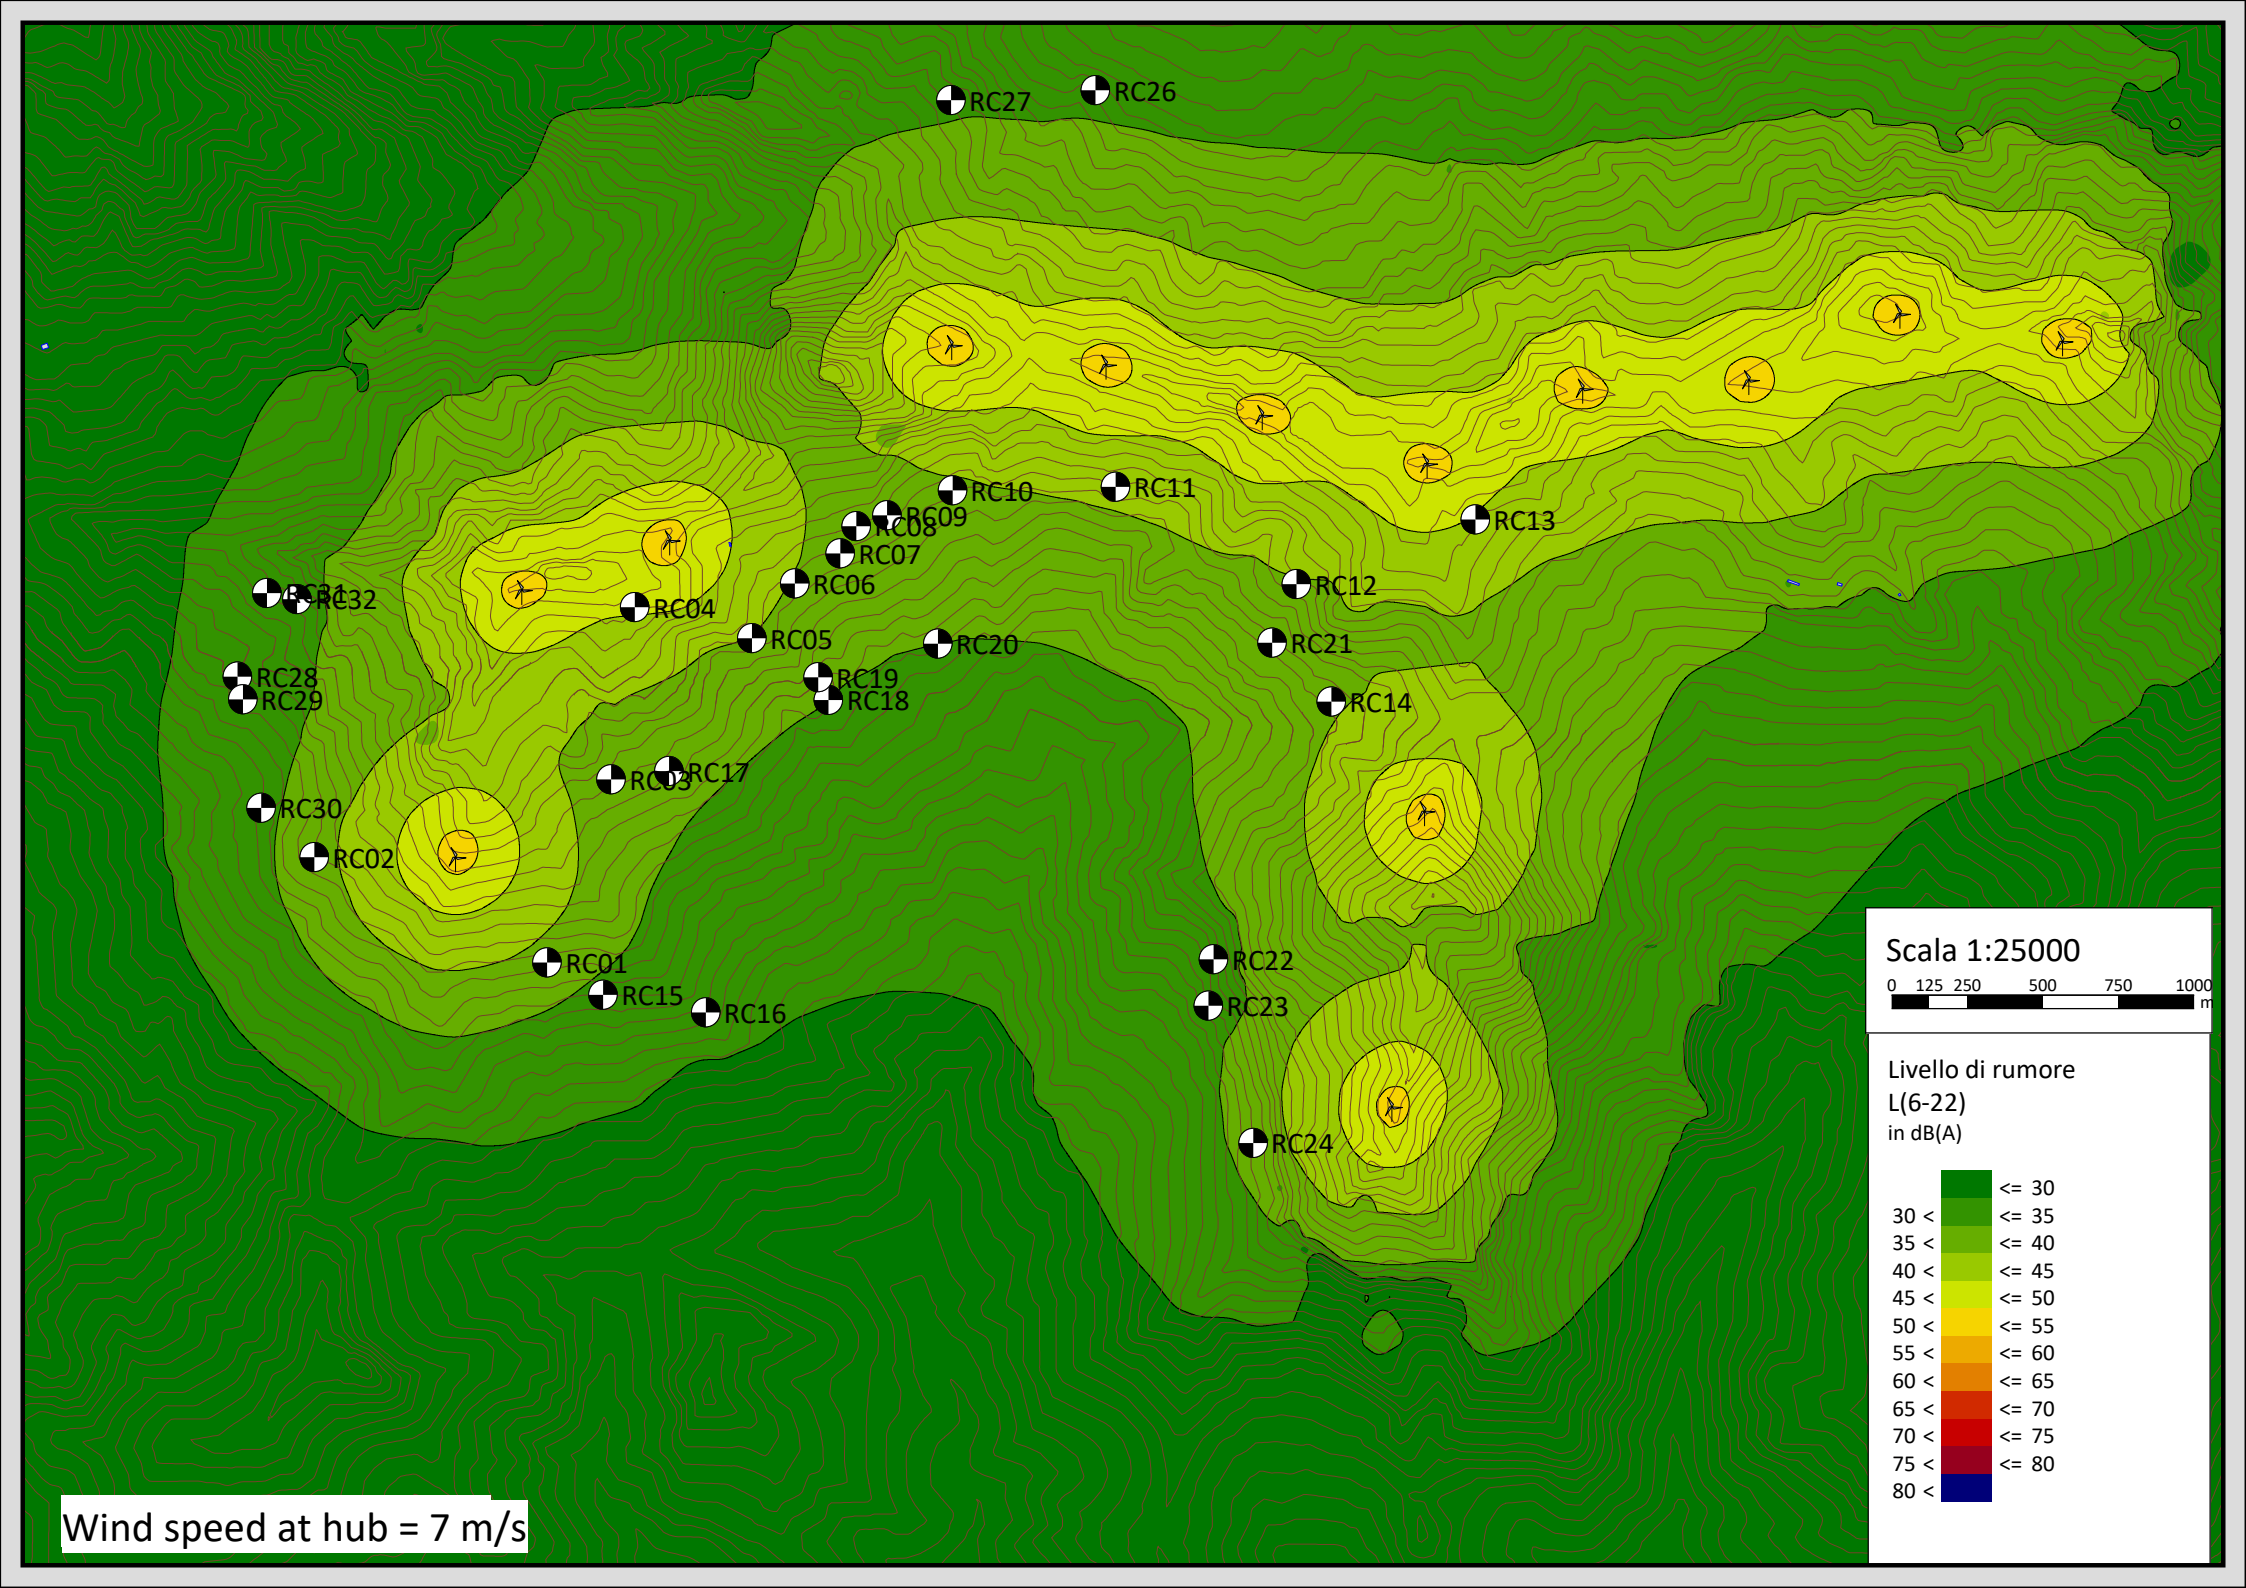 RC27
RC26
RC10
RC11
RC09
RC08
RC13
RC07
RC06
RC12
RC31
RC32
RC04
RC05
RC20
RC21
RC28
RC19
RC29
RC18
RC14
RC03
RC17
RC30
RC02
RC01
RC22
RC15
RC23
RC16
RC24
Scala 1:25000
0 125 250 500 750 1000
m
Livello di rumore
L(6-22)
in dB(A)
<= 30
30 < <= 35
35 < <= 40
40 < <= 45
45 < <= 50
50 < <= 55
55 < <= 60
60 < <= 65
65 < <= 70
70 < <= 75
75 < <= 80
80 <
Wind speed at hub = 7 m/s